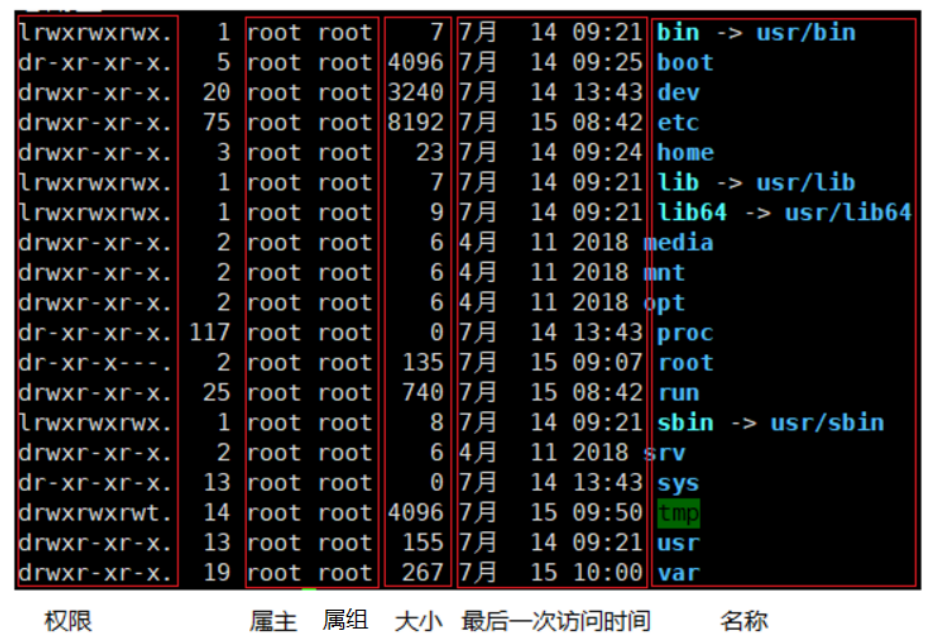 lrwxrwxrwx. 1 root root 7 7月 14 09:21 bin -> usr/bin
dr-xr-xr-x. 5 root root 4096 7月 14 09:25 boot
drwxr-xr-x. 20 root root 3240 7月 14 13:43 dev
drwxr-xr-x. 75 root root 8192 7月 15 08:42 etc
drwxr-xr-x. 3 root root 23 7月 14 09:24 home
lrwxrwxrwx. 1 root root 7 7月 14 09:21 lib -> usr/lib
lrwxrwxrwx. 1 root root 9 7月 14 09:21 lib64 -> usr/lib64
drwxr-xr-x. 2 root root 6 4月 11 2018 media
drwxr-xr-x. 2 root root 6 4月 11 2018 mnt
drwxr-xr-x. 2 root root 6 4月 11 2018 opt
dr-xr-xr-x. 117 root root 0 7月 14 13:43 proc
dr-xr-x---. 2 root root 135 7月 15 09:07 root
drwxr-xr-x. 25 root root 740 7月 15 08:42 run
lrwxrwxrwx. 1 root root 8 7月 14 09:21 sbin -> usr/sbin
drwxr-xr-x. 2 root root 6 4月 11 2018 srv
dr-xr-xr-x. 13 root root 0 7月 14 13:43 sys
drwxrwxrwt. 14 root root 4096 7月 15 09:50 tmp
drwxr-xr-x. 13 root root 155 7月 14 09:21 usr
drwxr-xr-x. 19 root root 267 7月 15 10:00 var
权限 属主 属组 大小 最后一次访问时间 名称